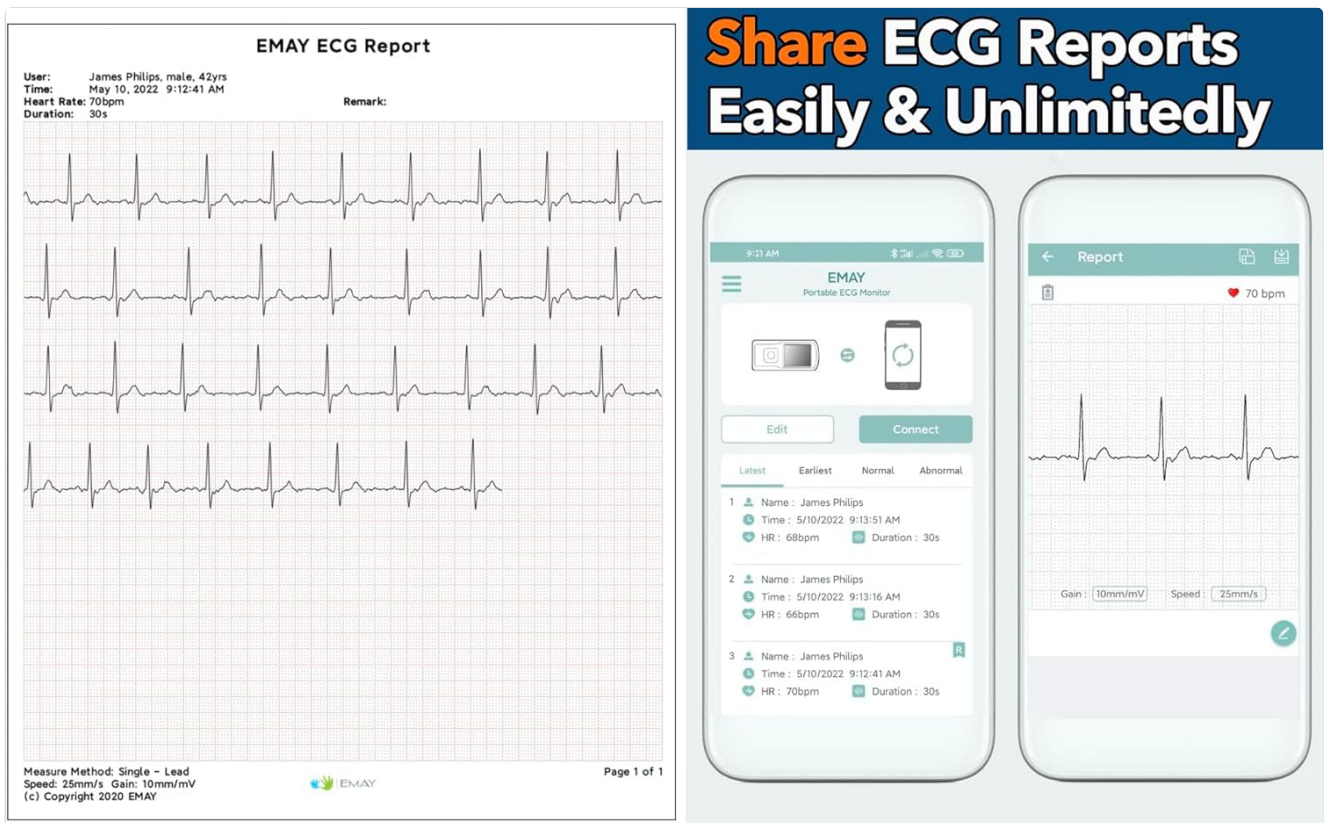 EMAY ECG Report
User: James Philips, male, 42yrs
Time: May 10, 2022 9:12:41 AM
Heart Rate: 70bpm Remark:
Duration: 30s
Measure Method: Single - Lead
Speed: 25mm/s Gain: 10mm/mV
(c) Copyright 2020 EMAY
EMAY
Page 1 of 1
Share ECG Reports
Easily & Unlimitedly
9:21 AM
EMAY
Portable ECG Monitor
Edit Connect
Latest Earliest Normal Abnormal
1 Name : James Philips
Time : 5/10/2022 9:13:51 AM
HR : 68bpm Duration : 30s
2 Name : James Philips
Time : 5/10/2022 9:13:16 AM
HR : 66bpm Duration : 30s
3 Name : James Philips R
Time : 5/10/2022 9:12:41 AM
HR : 70bpm Duration : 30s
Report
70 bpm
Gain : 10mm/mV Speed : 25mm/s